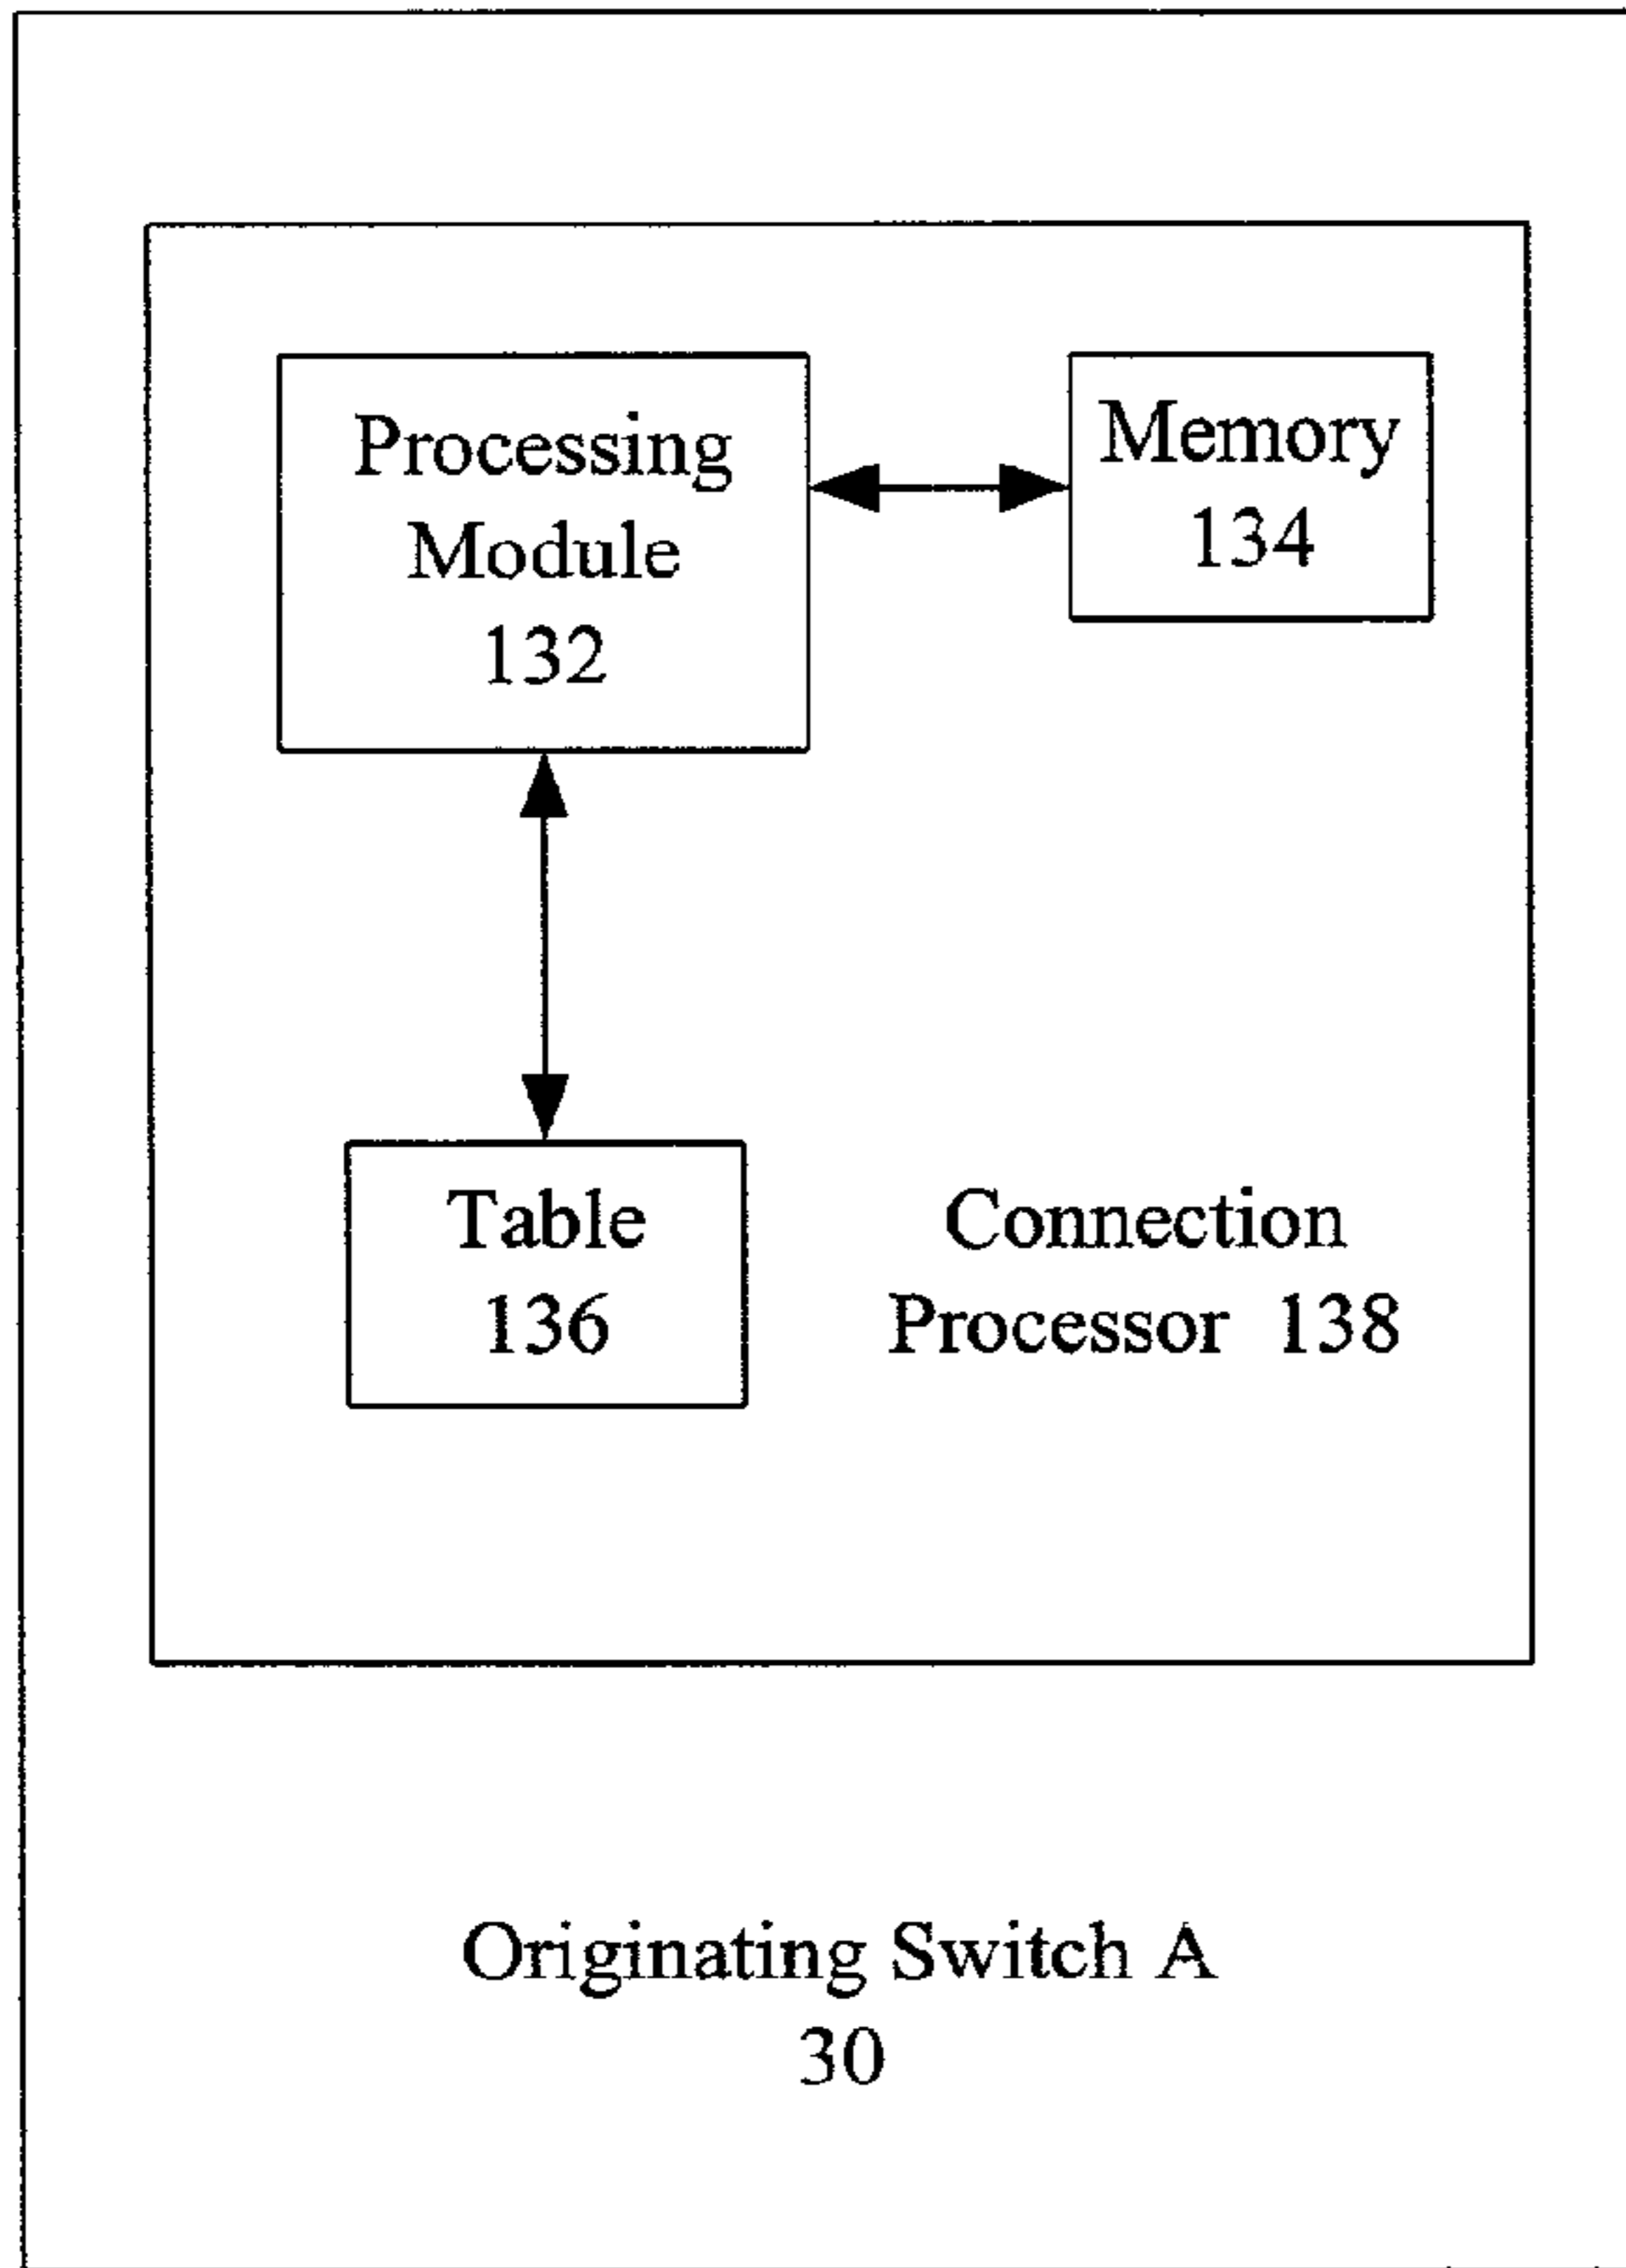 Processing
Module
132
Memory
134
Table
136
Connection
Processor 138
Originating Switch A
30